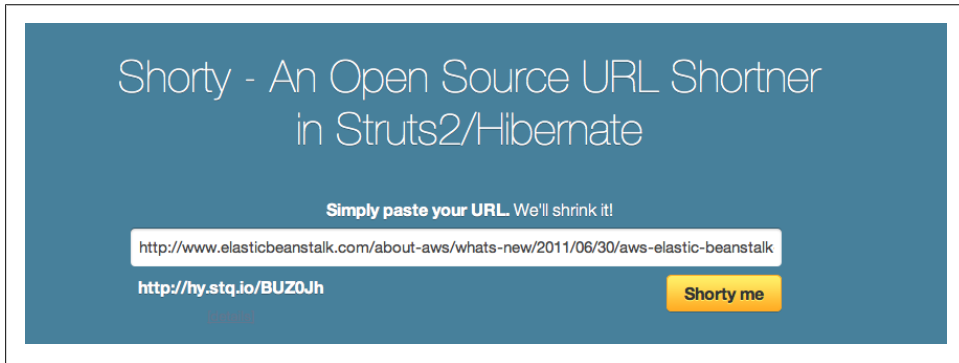 Shorty - An Open Source URL Shortner
in Struts2/Hibernate
Simply paste your URL. We'll shrink it!
http://www.elasticbeanstalk.com/about-aws/whats-new/2011/06/30/aws-elastic-beanstalk
http://hy.stq.io/BUZ0Jh
Shorty me